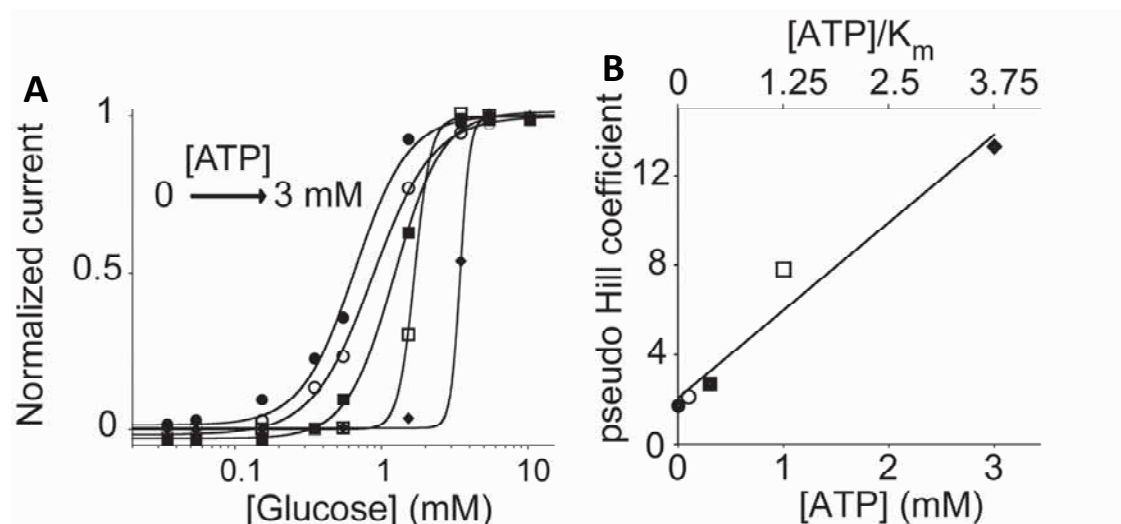 A
Normalized current
1
0.5
0
[ATP]
0 3 mM
0.1 1 10
[Glucose] (mM)
B
[ATP]/Km
0 1.25 2.5 3.75
pseudo Hill coefficient
12
8
4
0
0 1 2 3
[ATP] (mM)